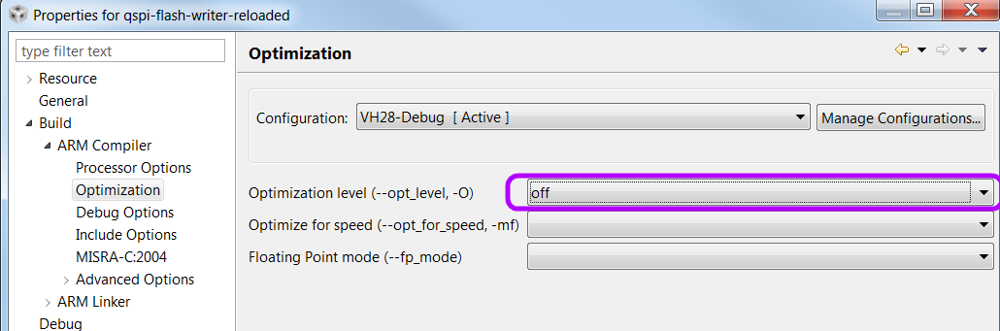 Properties for qspi-flash-writer-reloaded
type filter text
Resource
General
Build
ARM Compiler
Processor Options
Optimization
Debug Options
Include Options
MISRA-C:2004
Advanced Options
ARM Linker
Debug
Optimization
Configuration: VH28-Debug [ Active ] Manage Configurations...
Optimization level (--opt_level, -O) off
Optimize for speed (--opt_for_speed, -mf)
Floating Point mode (--fp_mode)